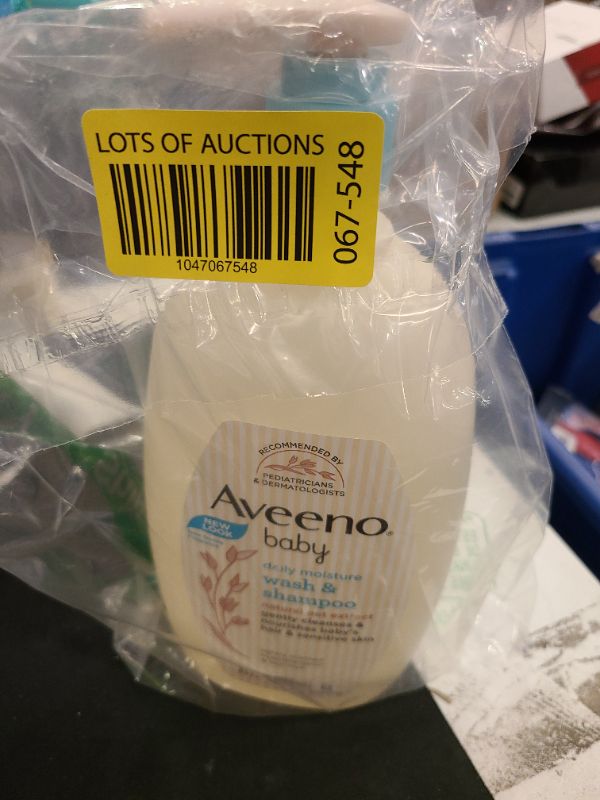 LOTS OF AUCTIONS
067-548
1047067548
RECOMMENDED BY
PEDIATRICIANS
& DERMATOLOGISTS
Aveeno®
baby
NEW
LOOK
daily moisture
wash &
shampoo
natural oat extract
gently cleanses &
nourishes baby's
hair & sensitive skin